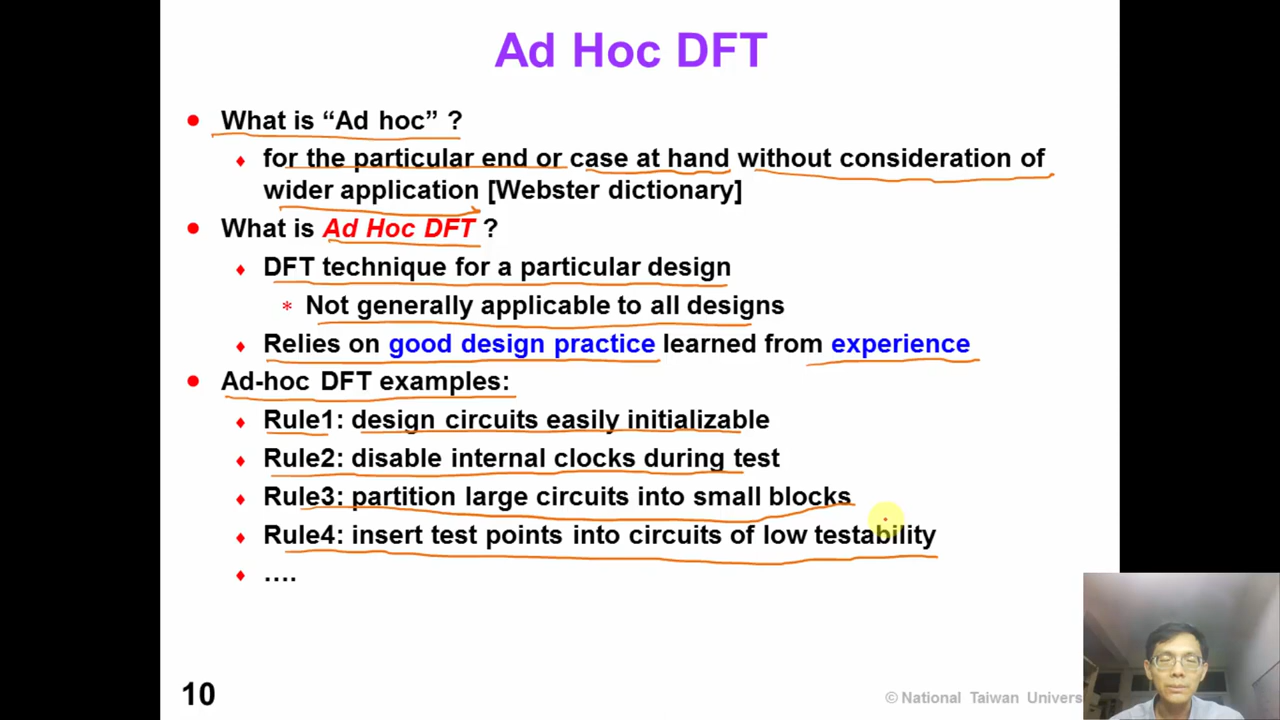 Ad Hoc DFT
What is “Ad hoc” ?
for the particular end or case at hand without consideration of
wider application [Webster dictionary]
What is Ad Hoc DFT ?
DFT technique for a particular design
* Not generally applicable to all designs
Relies on good design practice learned from experience
Ad-hoc DFT examples:
Rule1: design circuits easily initializable
Rule2: disable internal clocks during test
Rule3: partition large circuits into small blocks
Rule4: insert test points into circuits of low testability
….
10
© National Taiwan Univers